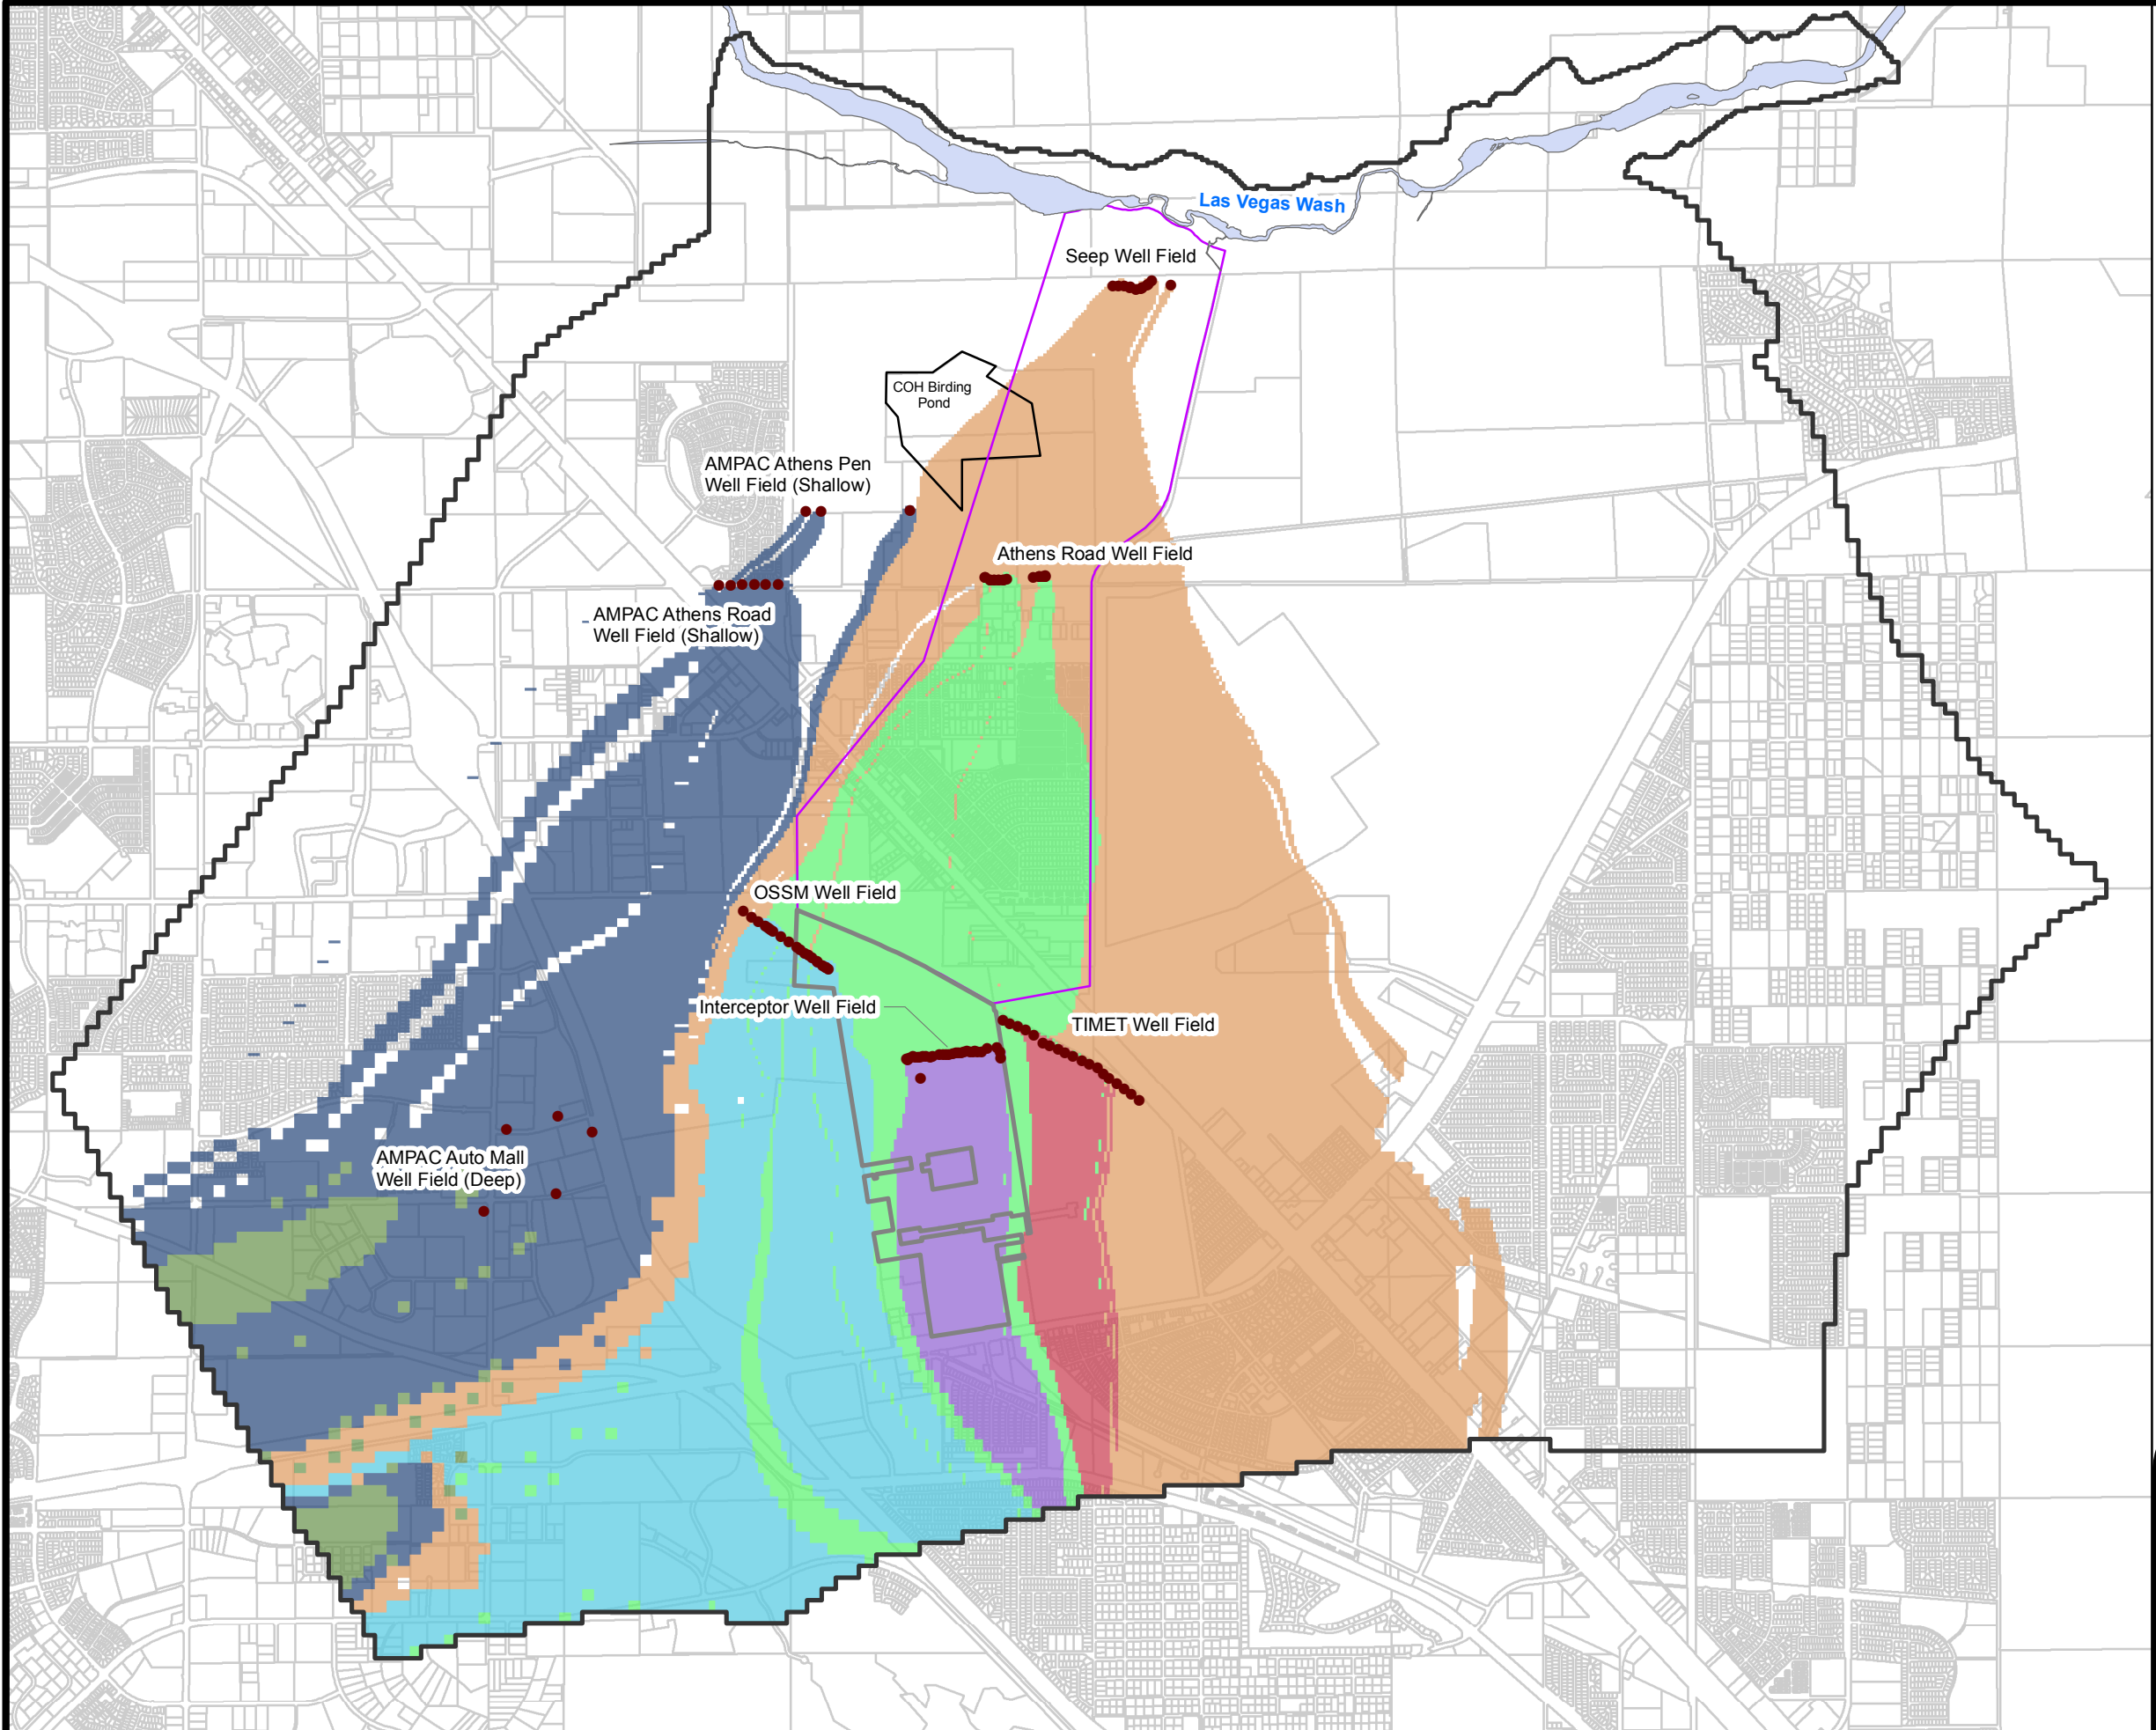 Las Vegas Wash
Seep Well Field
COH Birding
Pond
AMPAC Athens Pen
Well Field (Shallow)
Athens Road Well Field
AMPAC Athens Road
Well Field (Shallow)
OSSM Well Field
Interceptor Well Field
TIMET Well Field
AMPAC Auto Mall
Well Field (Deep)